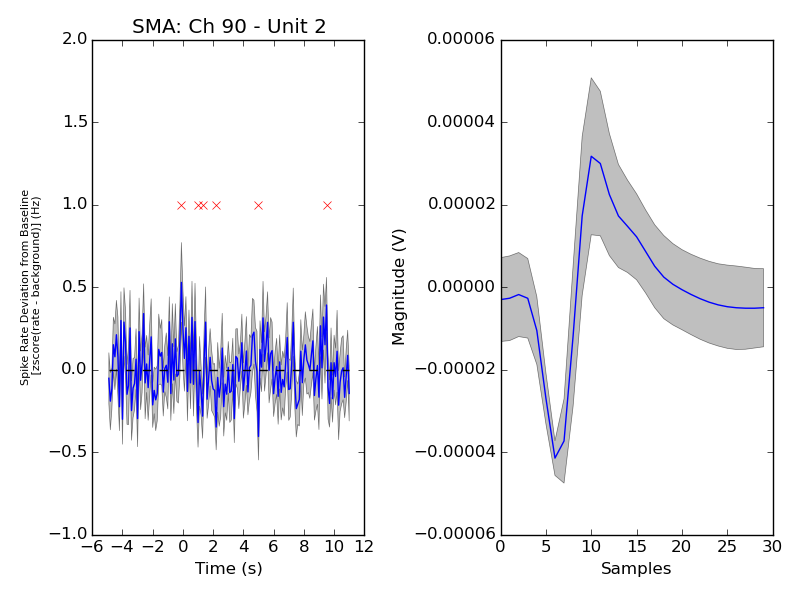 SMA: Ch 90 - Unit 2
Spike Rate Deviation from Baseline
[zscore(rate - background)] (Hz)
2.0
1.5
1.0
0.5
0.0
−0.5
−1.0
−6 −4 −2 0 2 4 6 8 10 12
Time (s)
Magnitude (V)
0.00006
0.00004
0.00002
0.00000
−0.00002
−0.00004
−0.00006
0 5 10 15 20 25 30
Samples